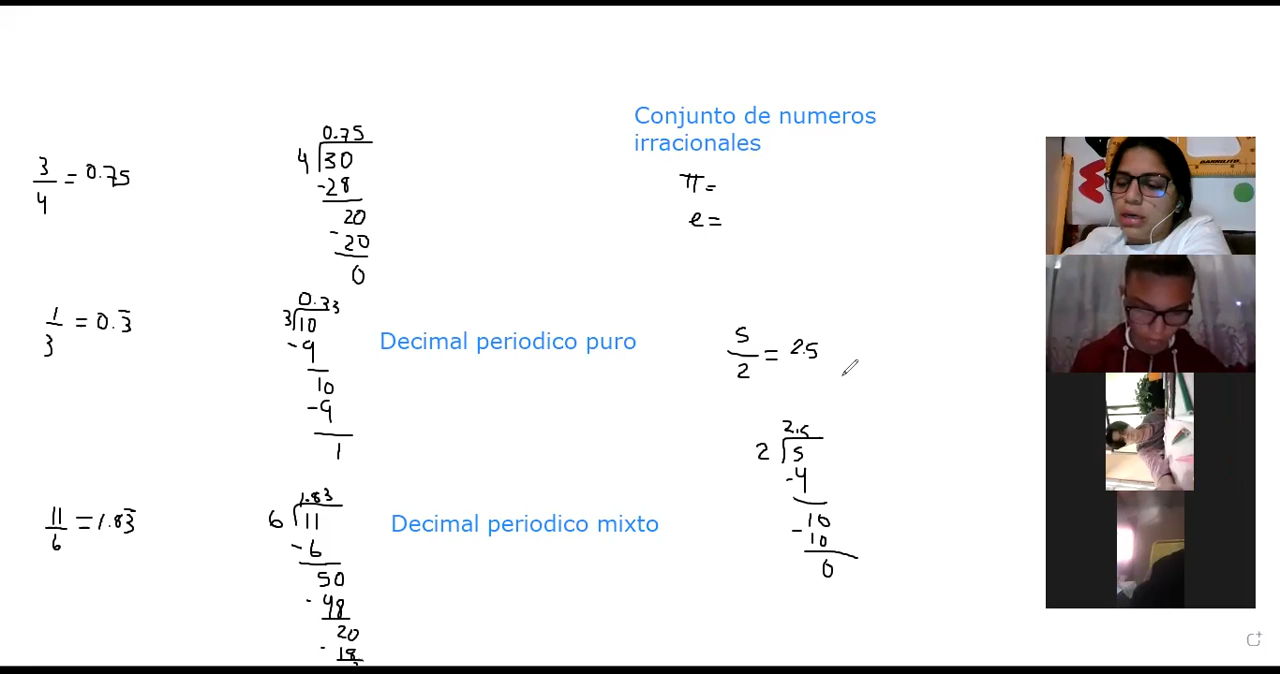 3/4 = 0.75
0.75
4 30
-28
20
-20
0
1/3 = 0.3̅
0.33
3 10
-9
10
-9
1
Decimal periodico puro
11/6 = 1.83̅
1.83
6 11
-6
50
-48
20
-18
Decimal periodico mixto
Conjunto de numeros
irracionales
π=
e=
5/2 = 2.5
2.5
2 5
-4
10
-10
0